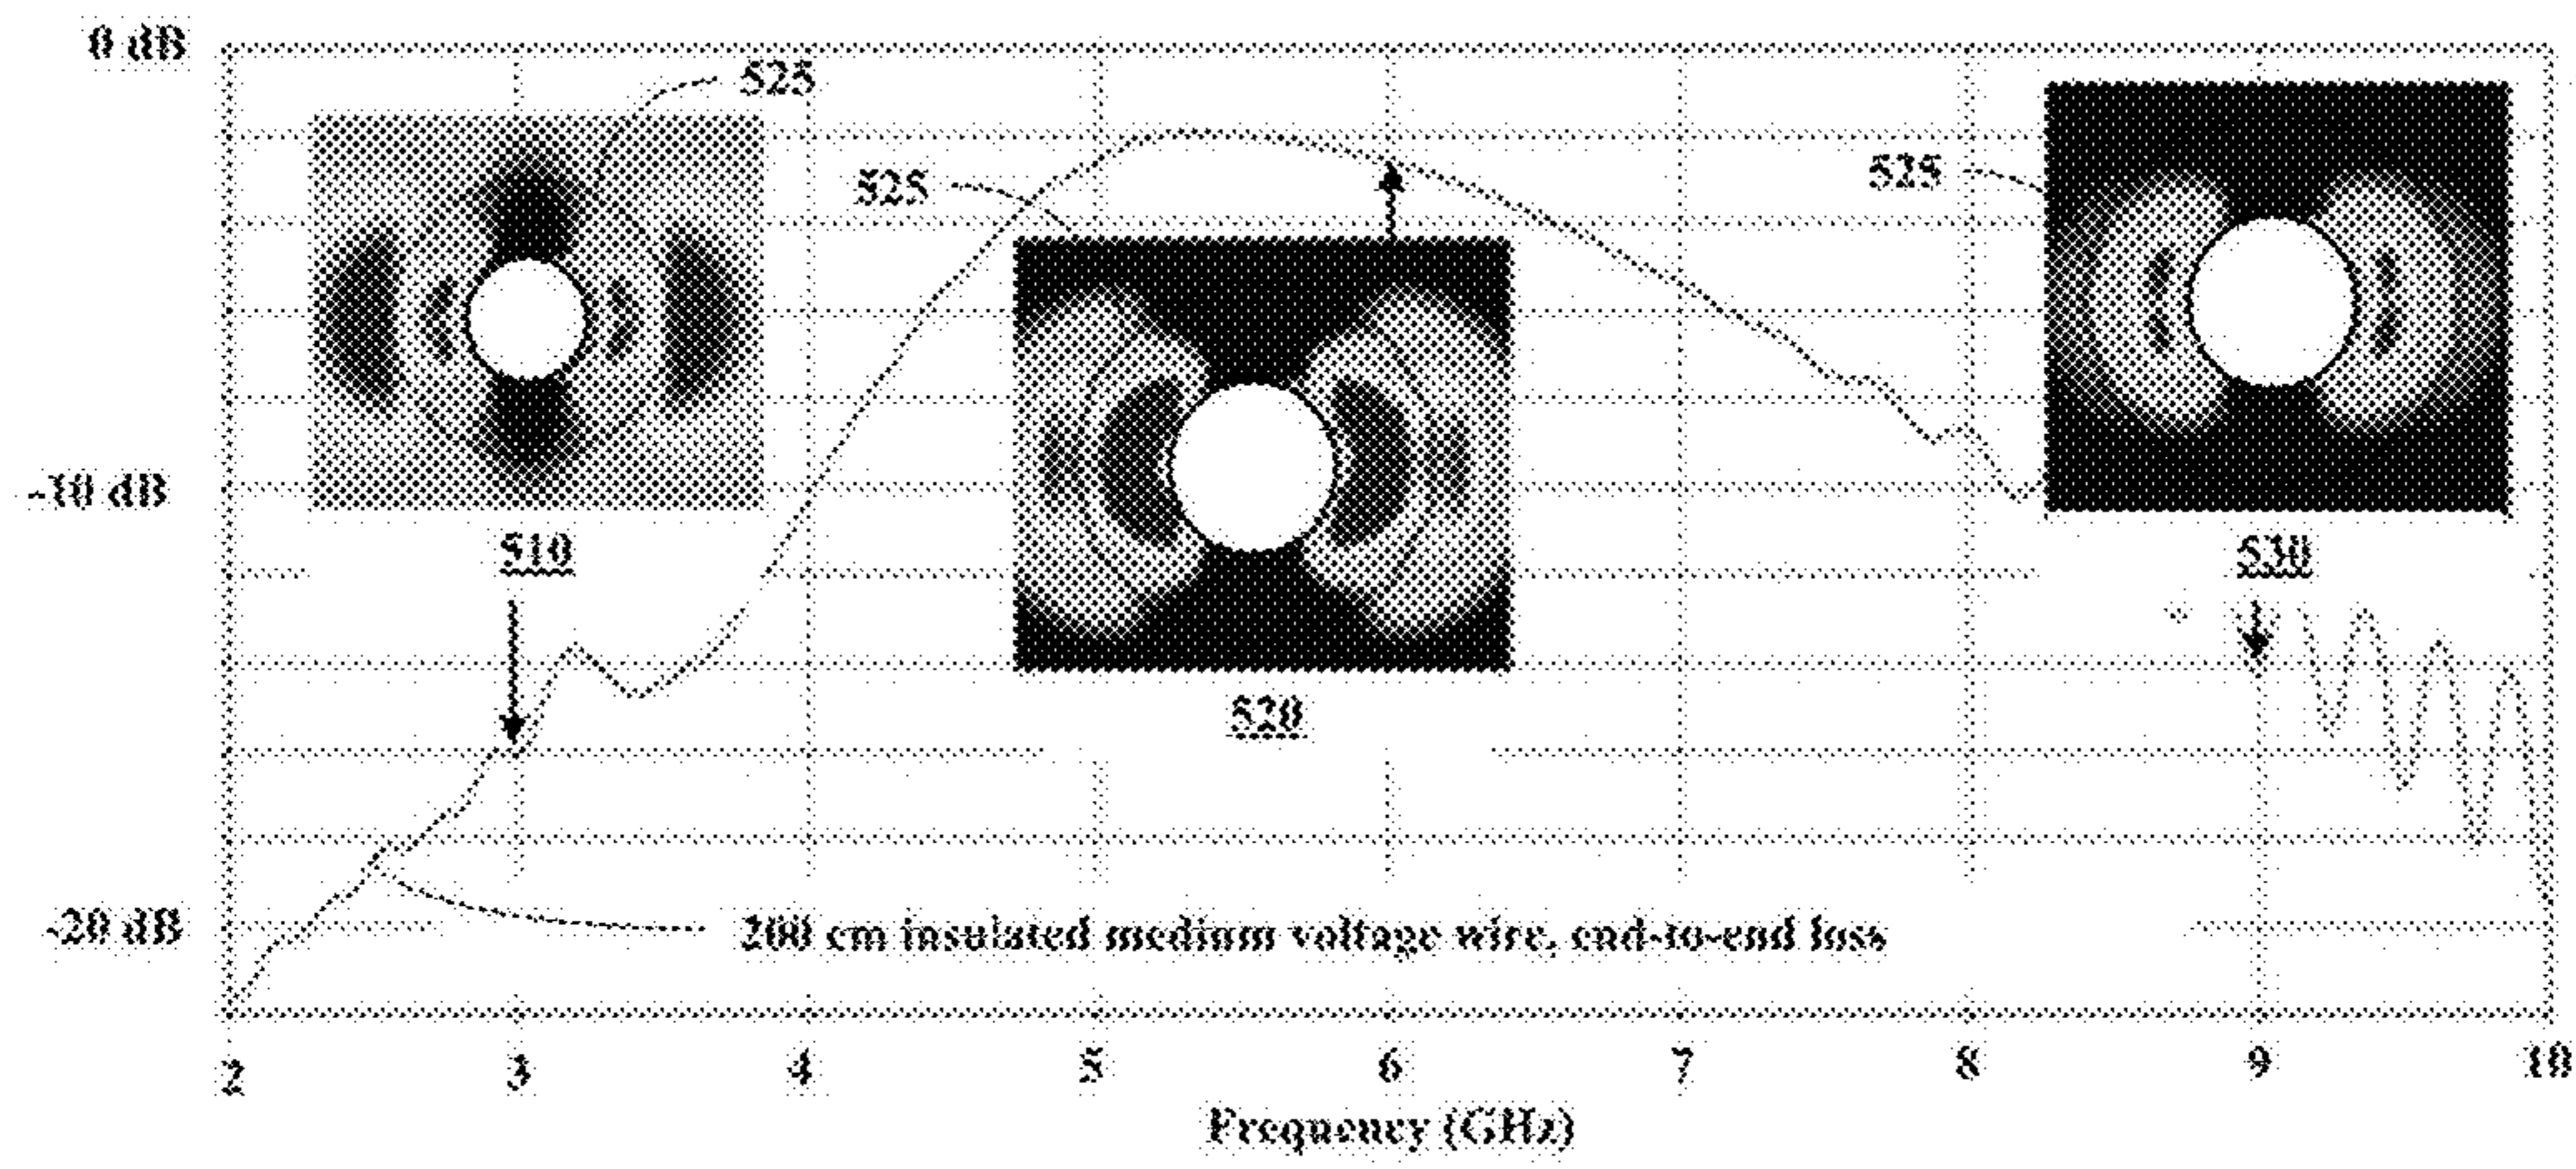 0 dB
525
525
525
-10 dB
510
530
520
-20 dB
200 cm insulated medium voltage wire, end-to-end loss
2 3 4 5 6 7 8 9 10
Frequency (GHz)